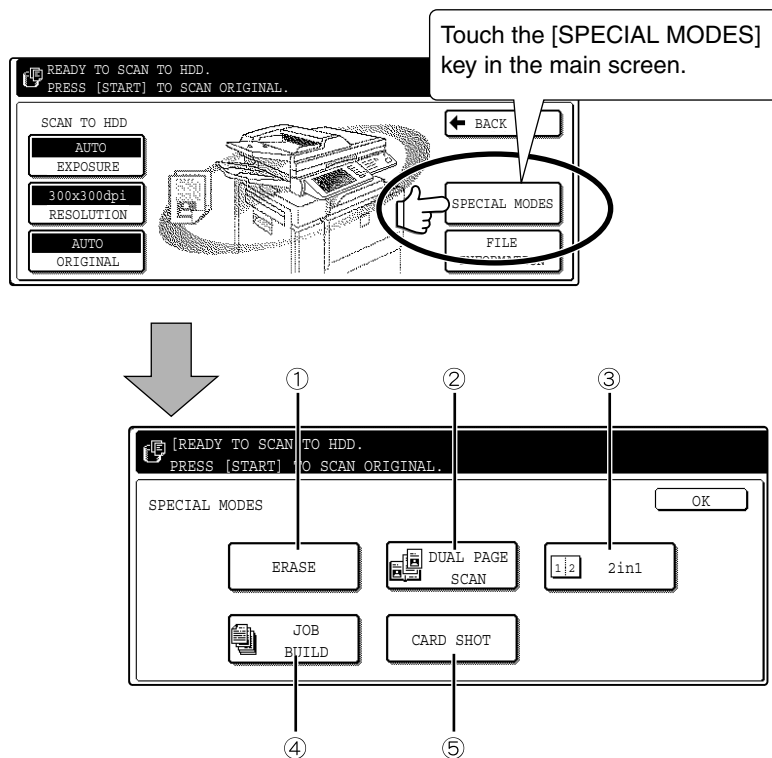 Touch the [SPECIAL MODES]
key in the main screen.
READY TO SCAN TO HDD.
PRESS [START] TO SCAN ORIGINAL.
SCAN TO HDD
AUTO
EXPOSURE
300x300dpi
RESOLUTION
AUTO
ORIGINAL
BACK
SPECIAL MODES
FILE
INFORMATION
① ② ③
[READY TO SCAN TO HDD.
PRESS [START] TO SCAN ORIGINAL.
SPECIAL MODES
OK
ERASE
DUAL PAGE
SCAN
1 2 2in1
JOB
BUILD
CARD SHOT
④ ⑤